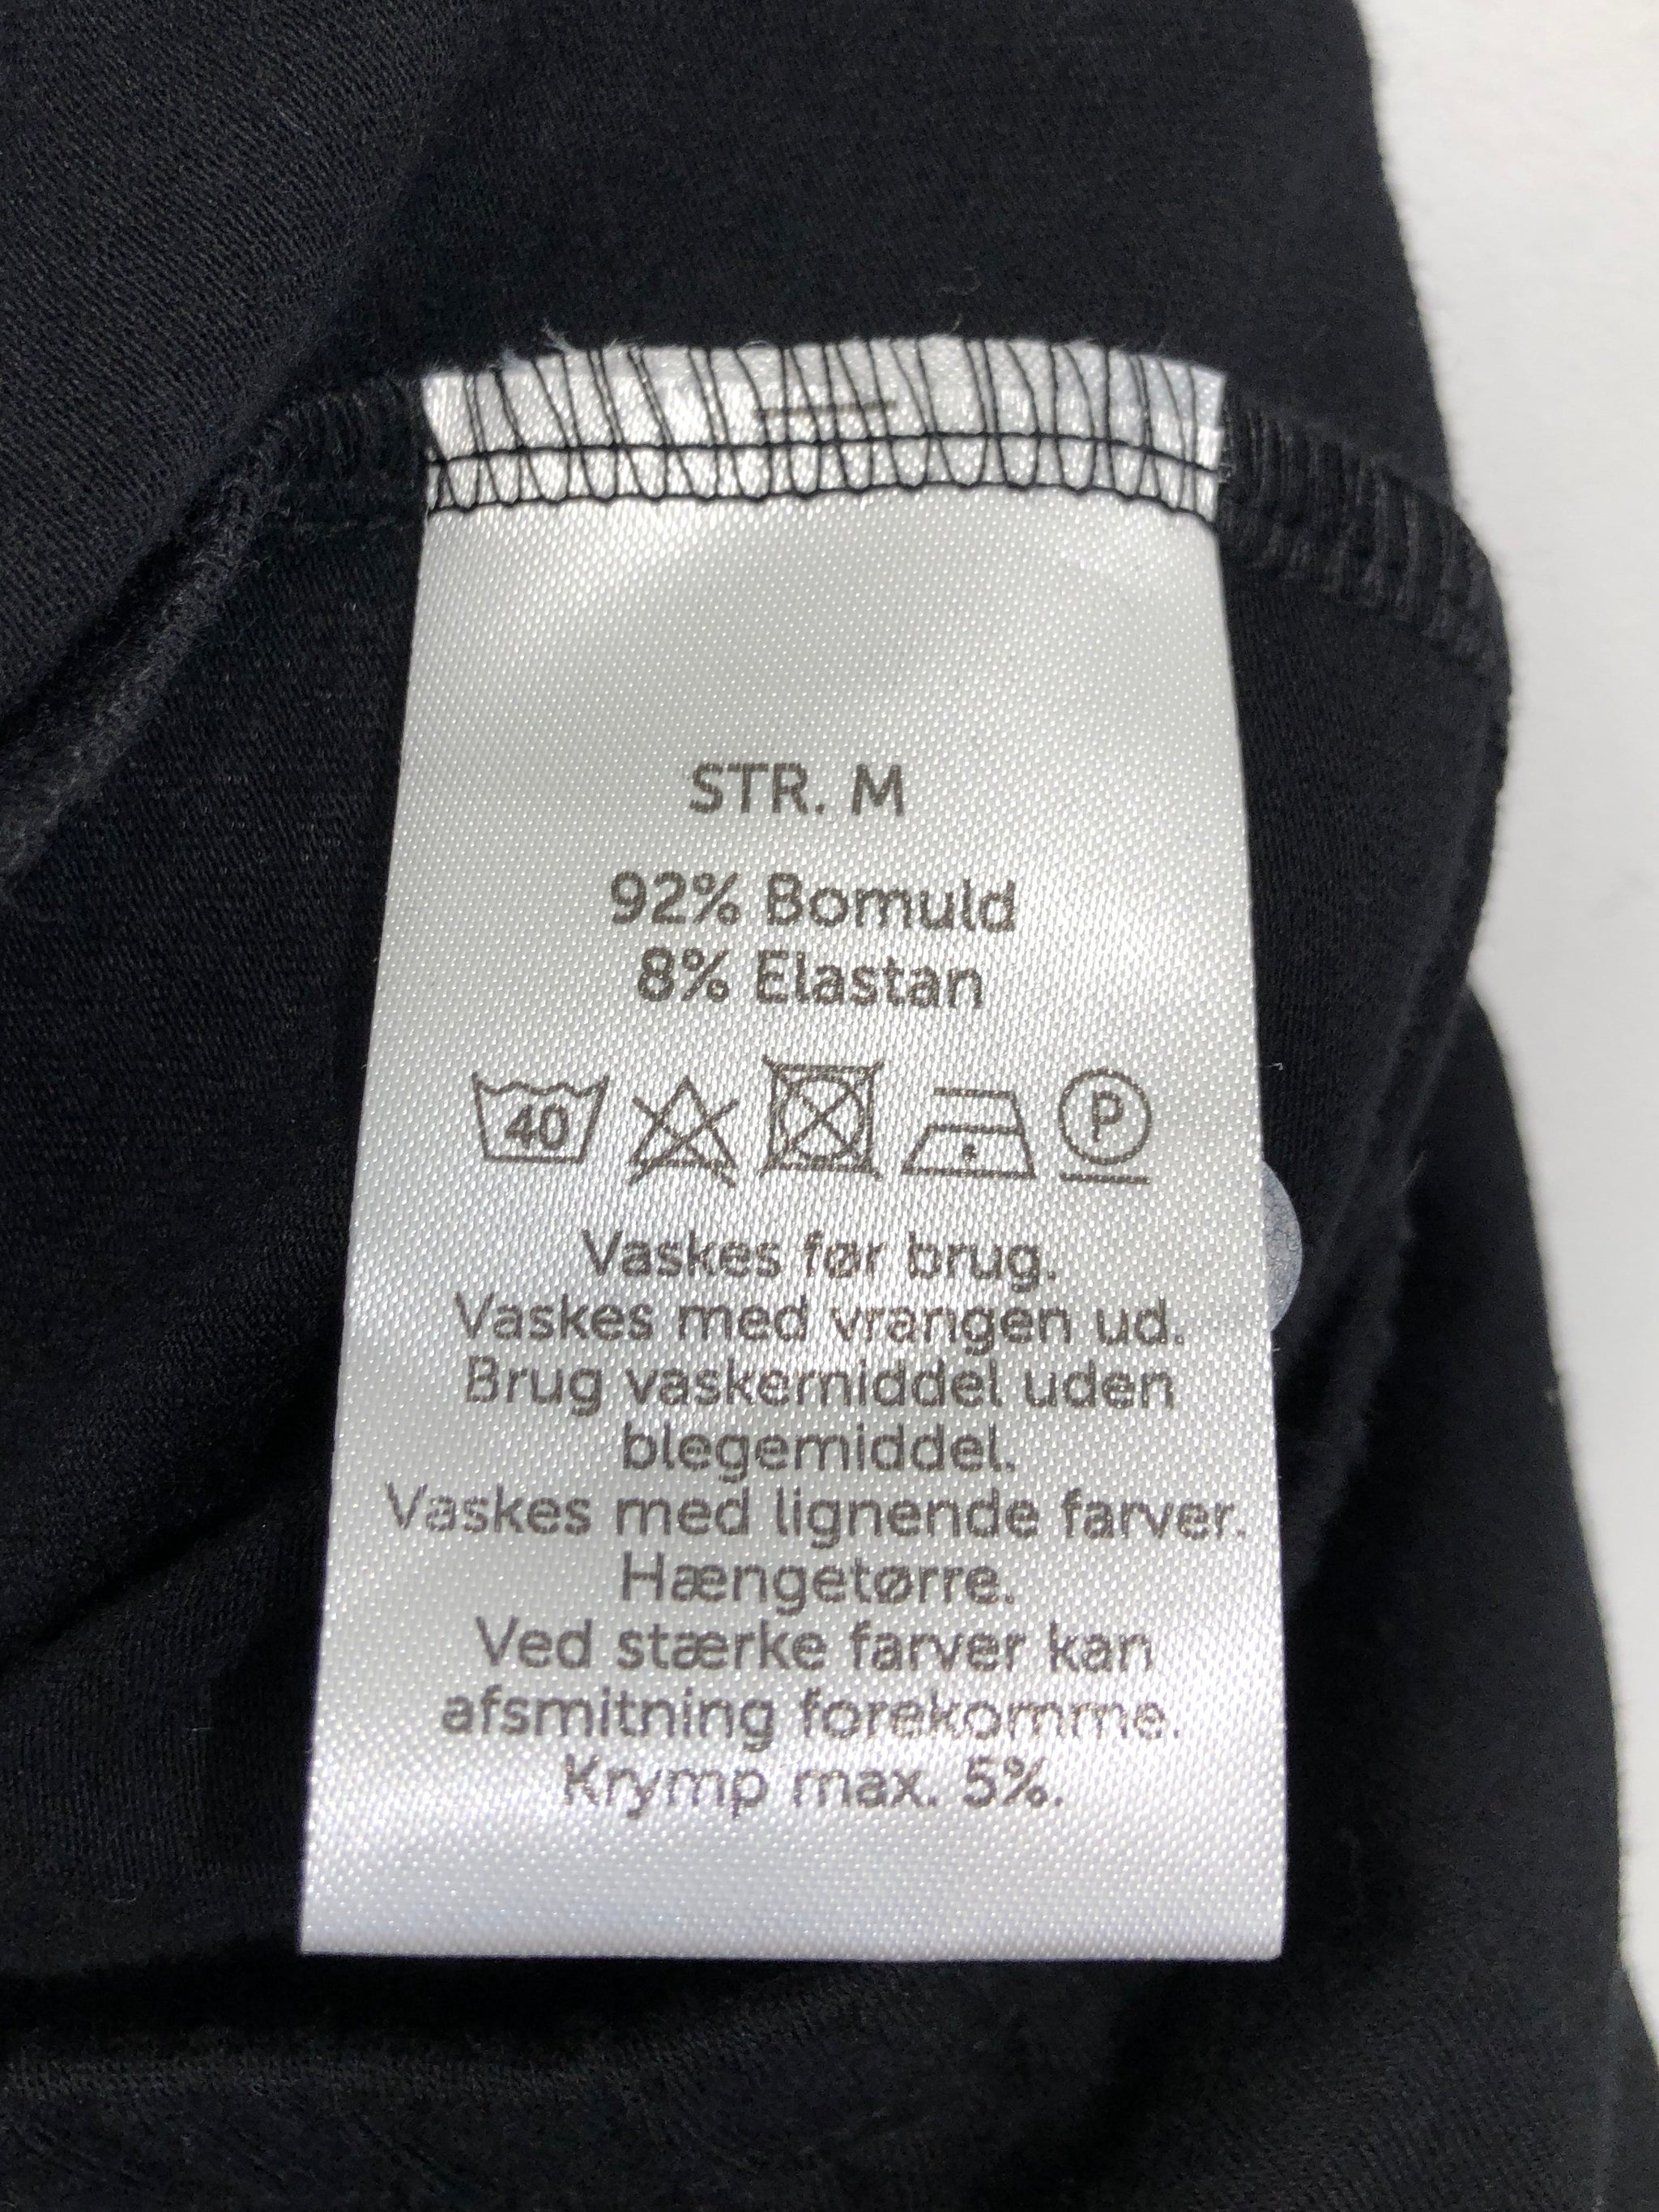 STR. M
92% Bomuld
8% Elastan
40 P
Vaskes før brug.
Vaskes med vrangen ud.
Brug vaskemiddel uden
blegemiddel.
Vaskes med lignende farver.
Hængetørre.
Ved stærke farver kan
afsmitning forekomme.
Krymp max. 5%.